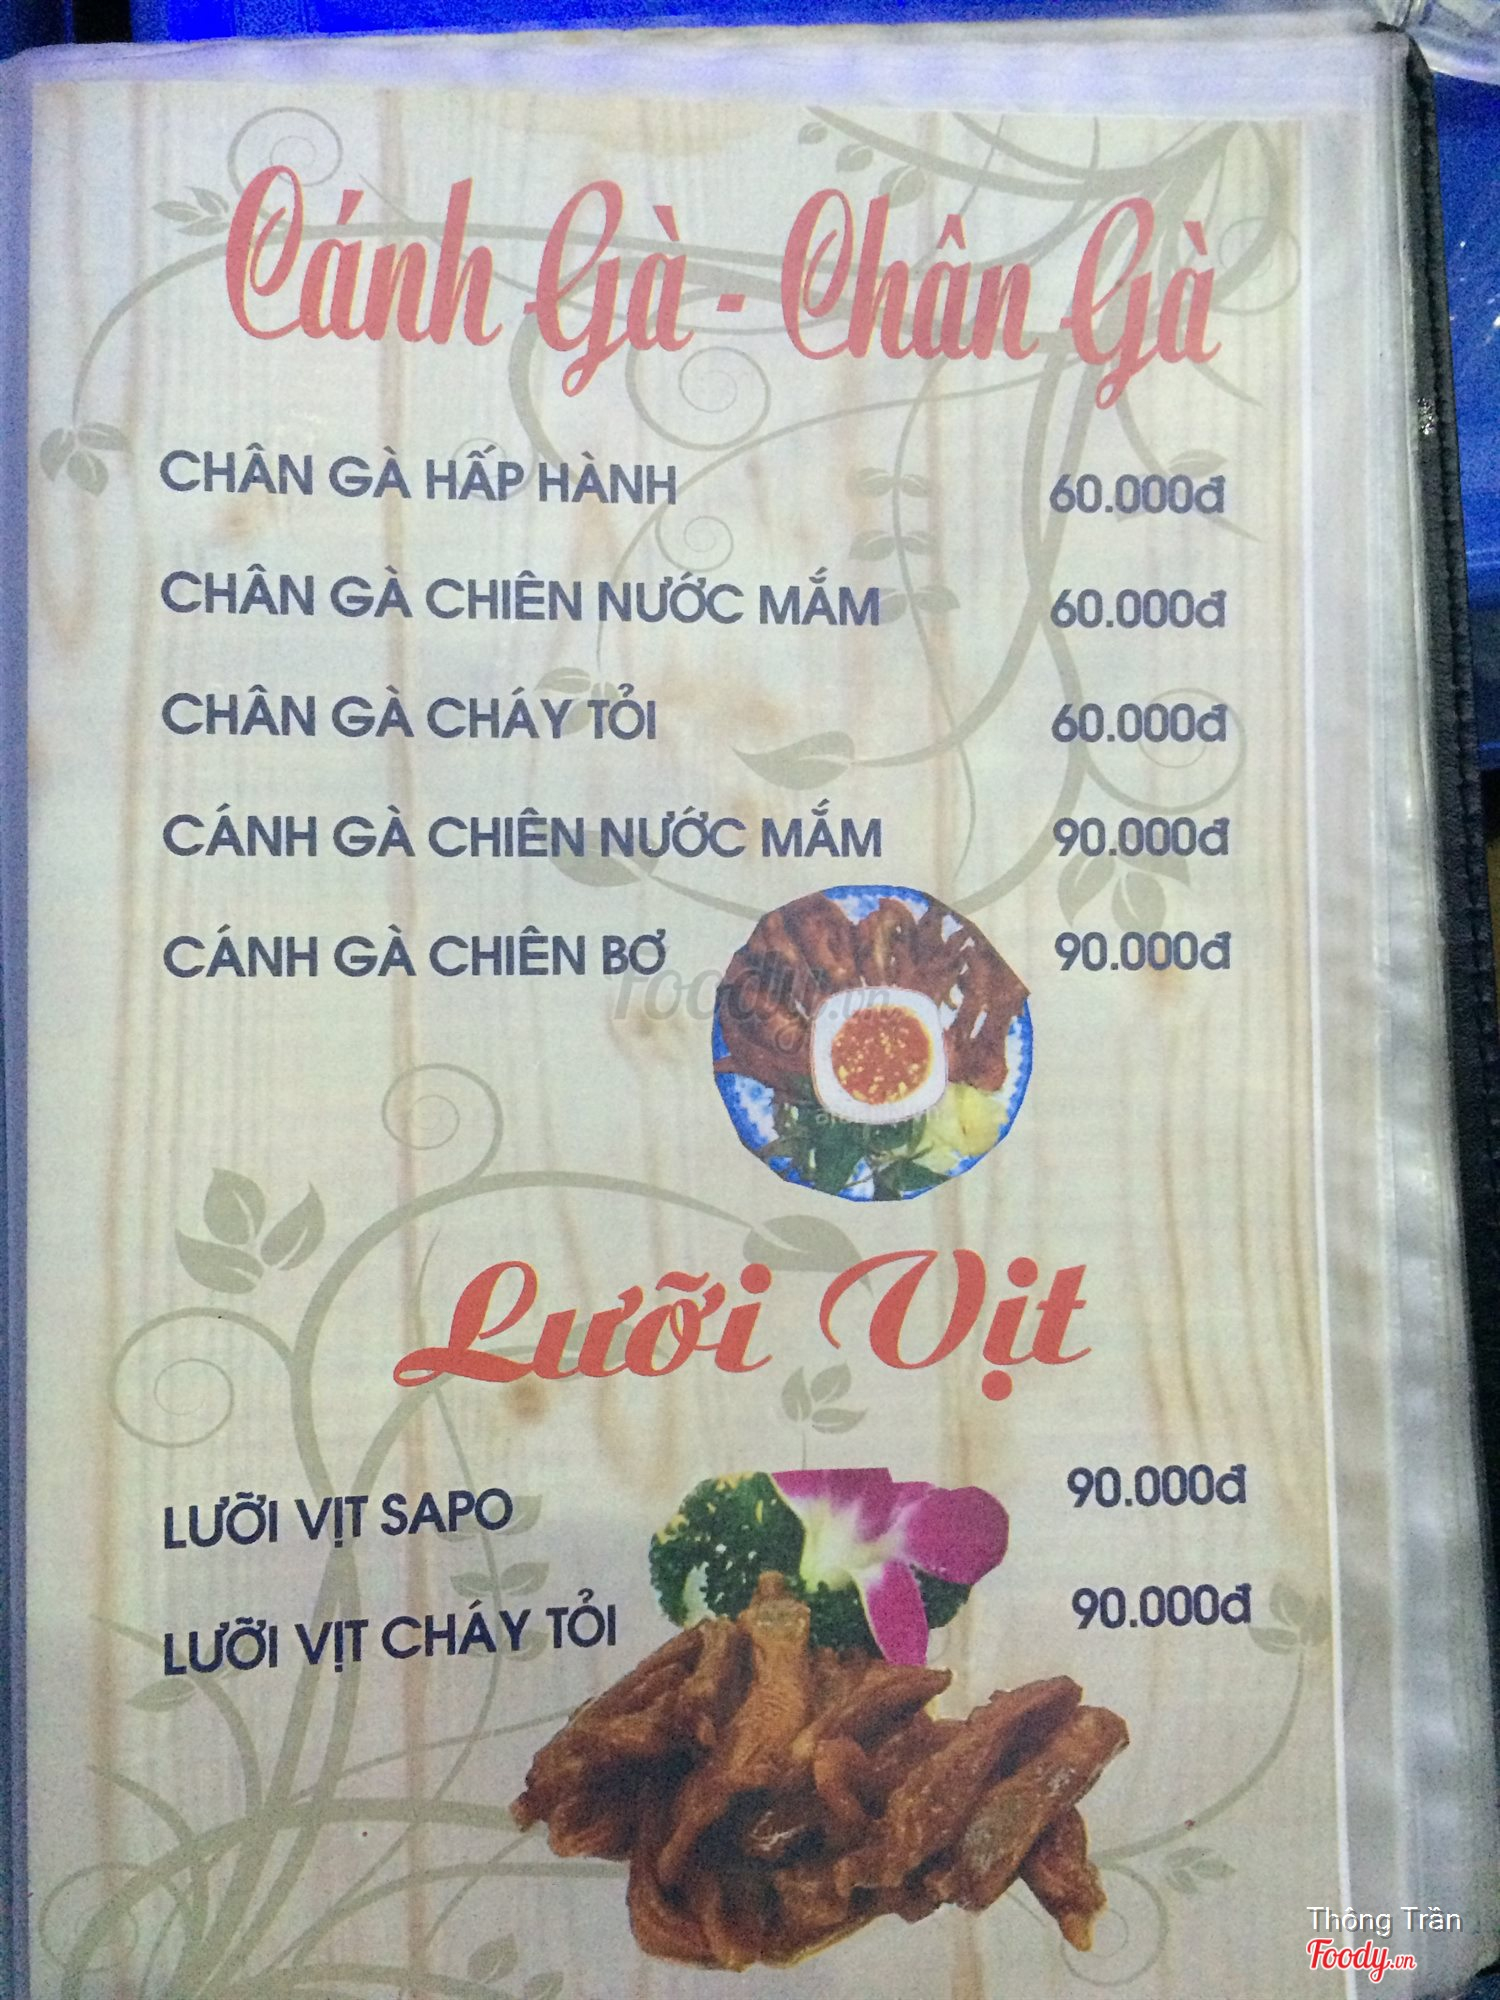 Cánh Gà - Chân Gà
CHÂN GÀ HẤP HÀNH 60.000đ
CHÂN GÀ CHIÊN NƯỚC MẮM 60.000đ
CHÂN GÀ CHÁY TỎI 60.000đ
CÁNH GÀ CHIÊN NƯỚC MẮM 90.000đ
CÁNH GÀ CHIÊN BƠ 90.000đ
foody.vn
Lưỡi Vịt
LƯỠI VỊT SAPO 90.000đ
LƯỠI VỊT CHÁY TỎI 90.000đ
Thông Trần
Foody.vn